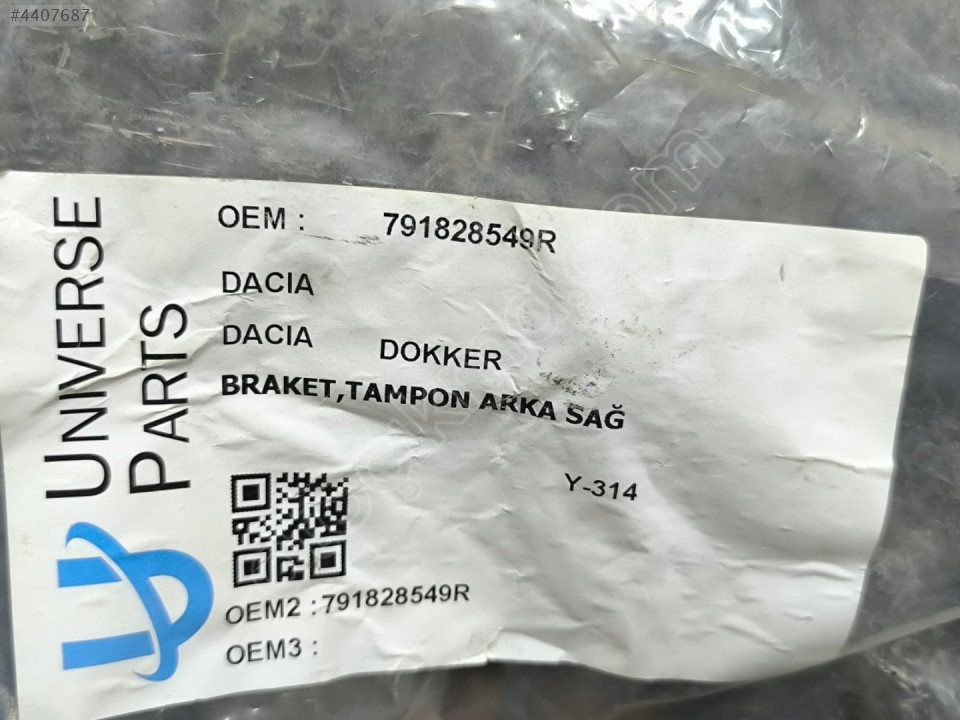 #4407687
UNIVERSE
PARTS
OEM : 791828549R
DACIA
DACIA DOKKER
BRAKET,TAMPON ARKA SAĞ
Y-314
OEM2 :791828549R
OEM3 :